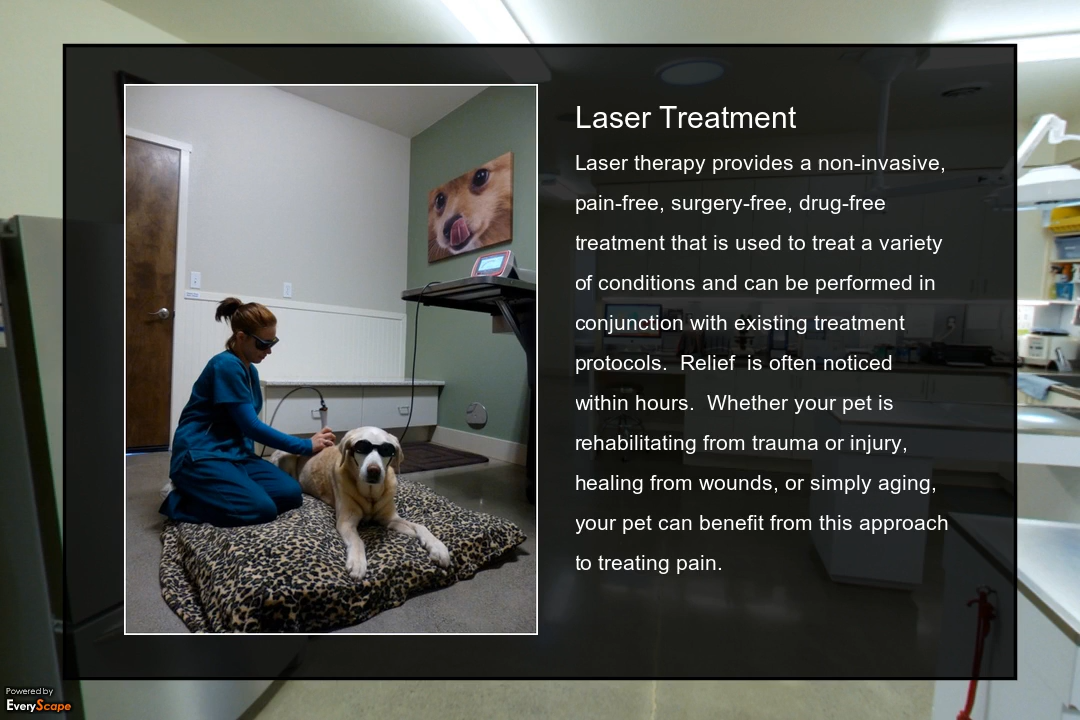 Laser Treatment
Laser therapy provides a non-invasive,
pain-free, surgery-free, drug-free
treatment that is used to treat a variety
of conditions and can be performed in
conjunction with existing treatment
protocols.  Relief  is often noticed
within hours.  Whether your pet is
rehabilitating from trauma or injury,
healing from wounds, or simply aging,
your pet can benefit from this approach
to treating pain.
Powered by
EveryScape